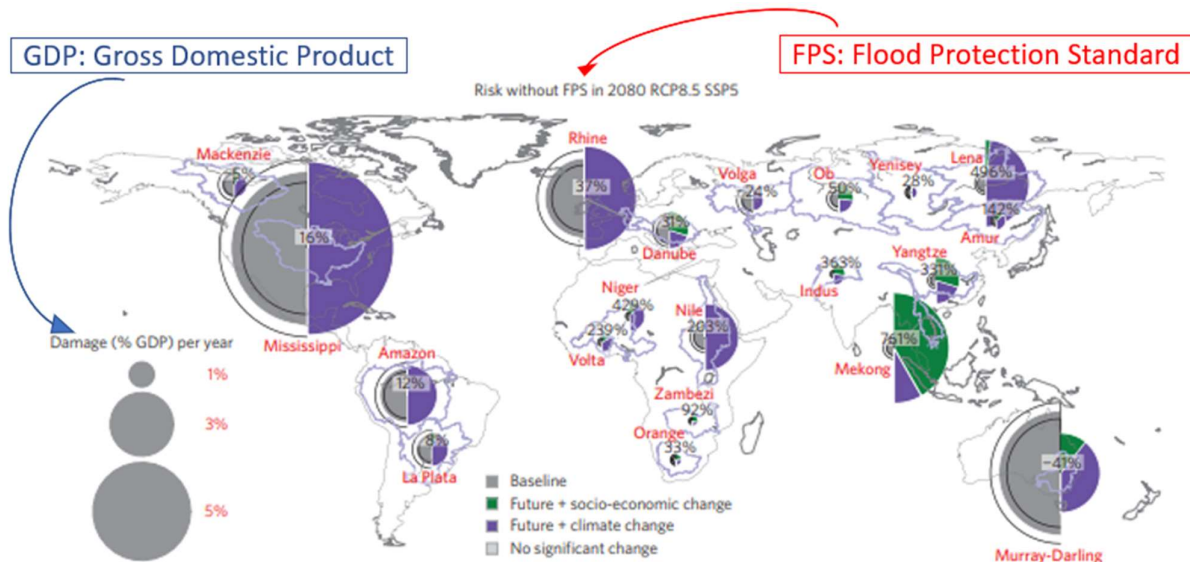 GDP: Gross Domestic Product
FPS: Flood Protection Standard
Risk without FPS in 2080 RCP8.5 SSP5
Mackenzie
-5%
Mississippi
16%
Rhine
37%
Danube
31%
Volga
24%
Ob
50%
Yenisey
28%
Lena
496%
Amur
42%
Yangtze
331%
Indus
363%
Mekong
761%
Niger
429%
Volta
239%
Nile
203%
Zambezi
92%
Orange
33%
Amazon
12%
La Plata
8%
Murray-Darling
−41%
Damage (% GDP) per year
1%
3%
5%
Baseline
Future + socio-economic change
Future + climate change
No significant change